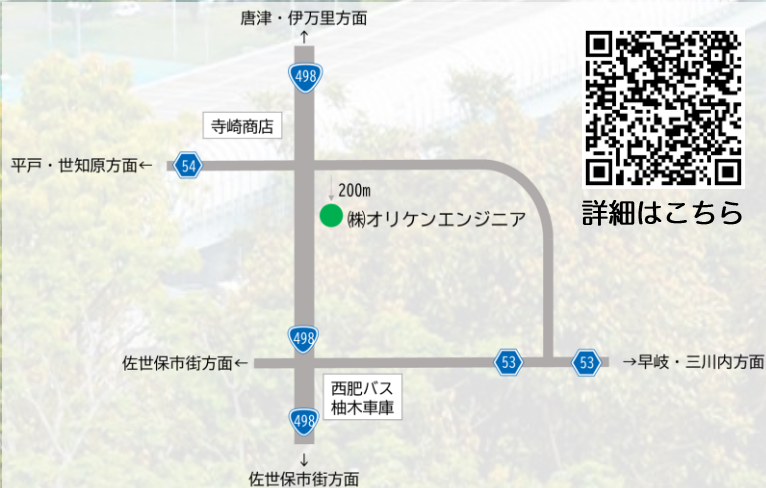 唐津・伊万里方面
↑
498
寺崎商店
平戸・世知原方面←
54
200m
㈱オリケンエンジニア
詳細はこちら
498
佐世保市街方面←
53
53
→早岐・三川内方面
西肥バス
柚木車庫
498
↓
佐世保市街方面